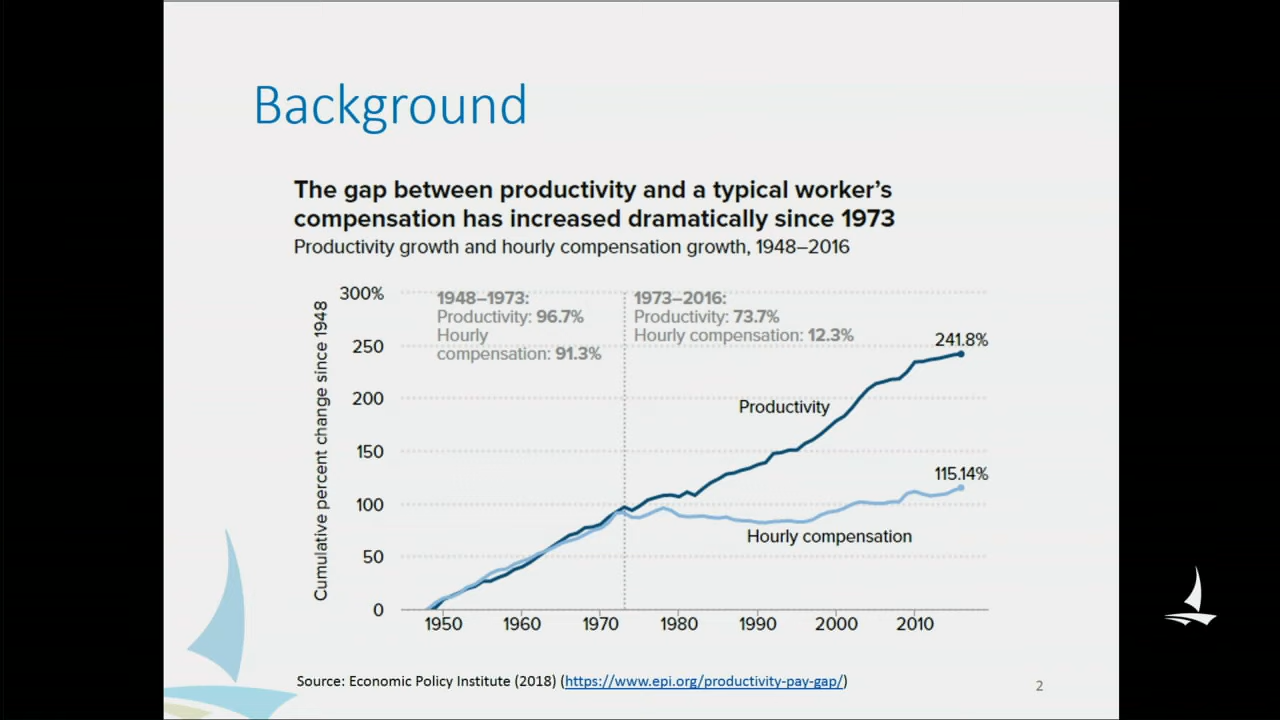 Background
The gap between productivity and a typical worker's
compensation has increased dramatically since 1973
Productivity growth and hourly compensation growth, 1948–2016
Cumulative percent change since 1948
300%
250
200
150
100
50
0
1948–1973:
Productivity: 96.7%
Hourly
compensation: 91.3%
1973–2016:
Productivity: 73.7%
Hourly compensation: 12.3%
241.8%
Productivity
115.14%
Hourly compensation
1950 1960 1970 1980 1990 2000 2010
Source: Economic Policy Institute (2018) (https://www.epi.org/productivity-pay-gap/)
2